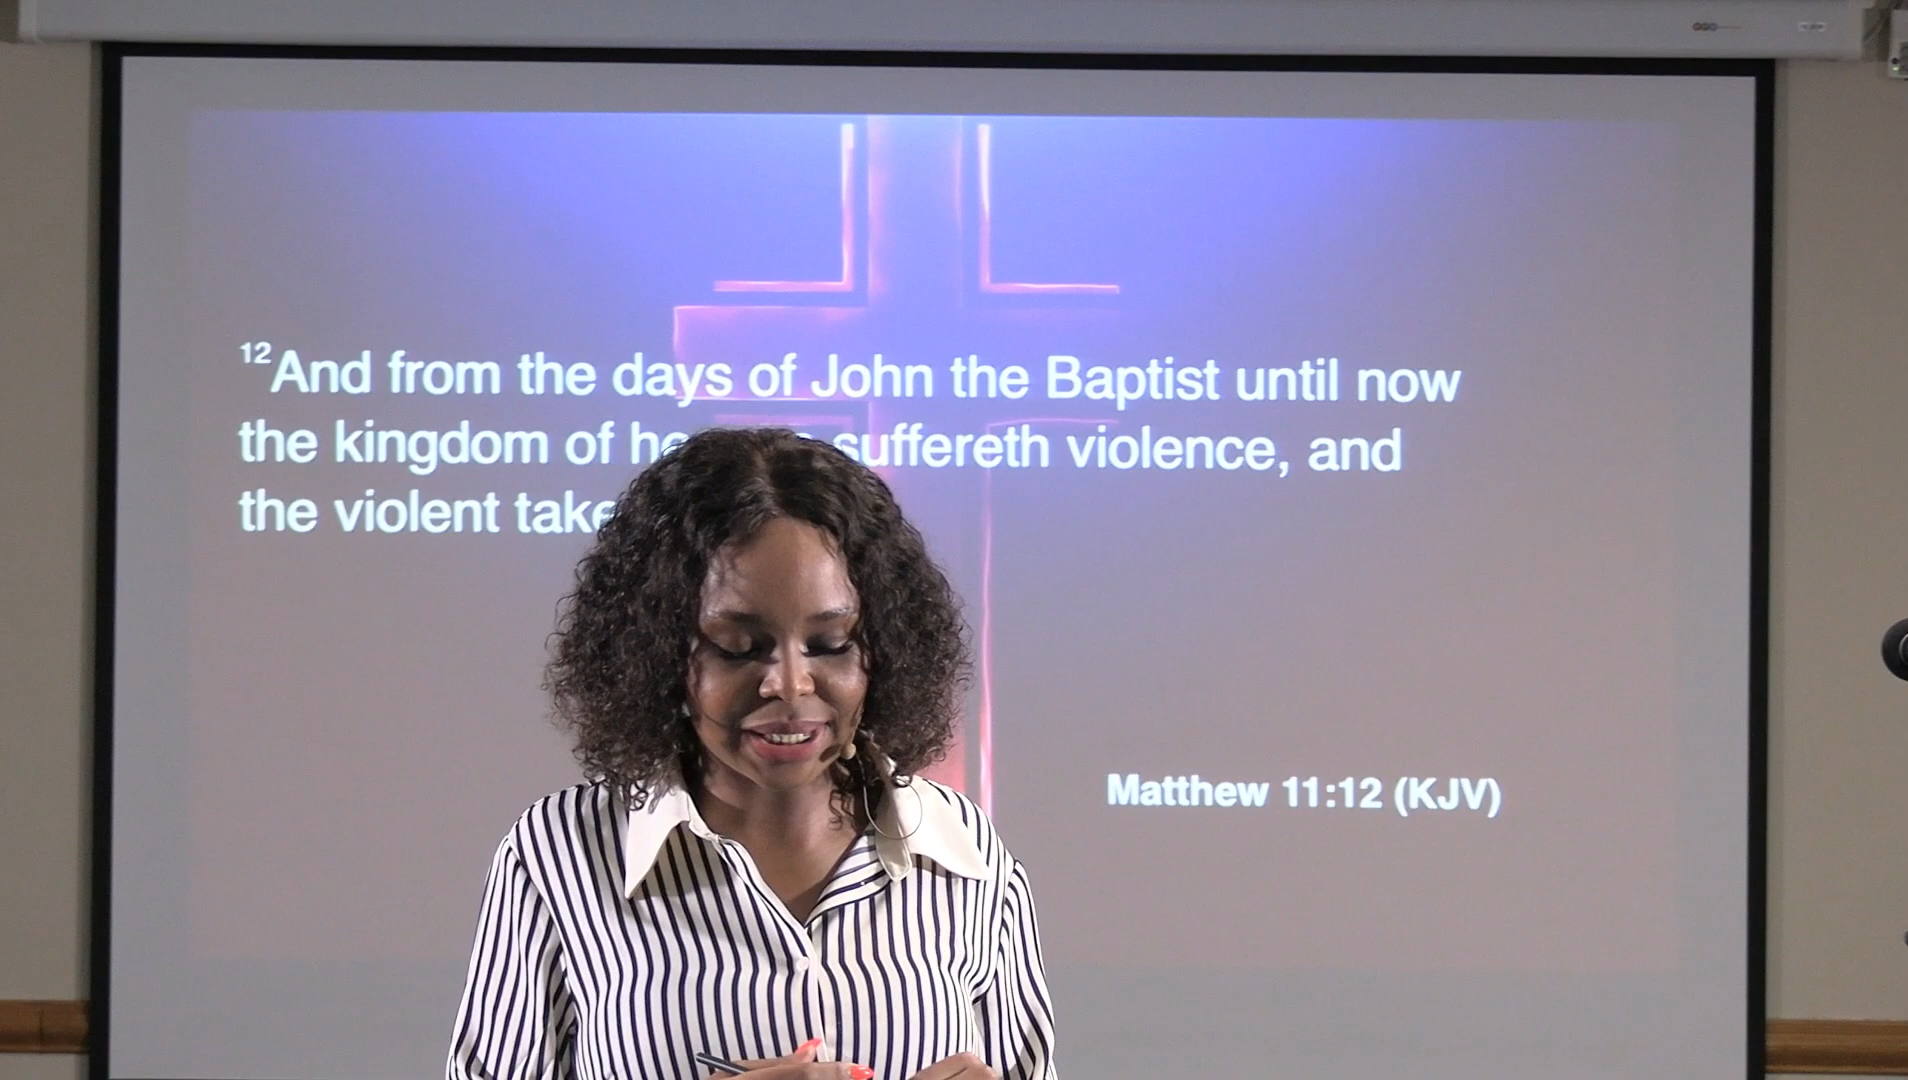 12And from the days of John the Baptist until now
the kingdom of suffereth violence, and
the violent take
Matthew 11:12 (KJV)